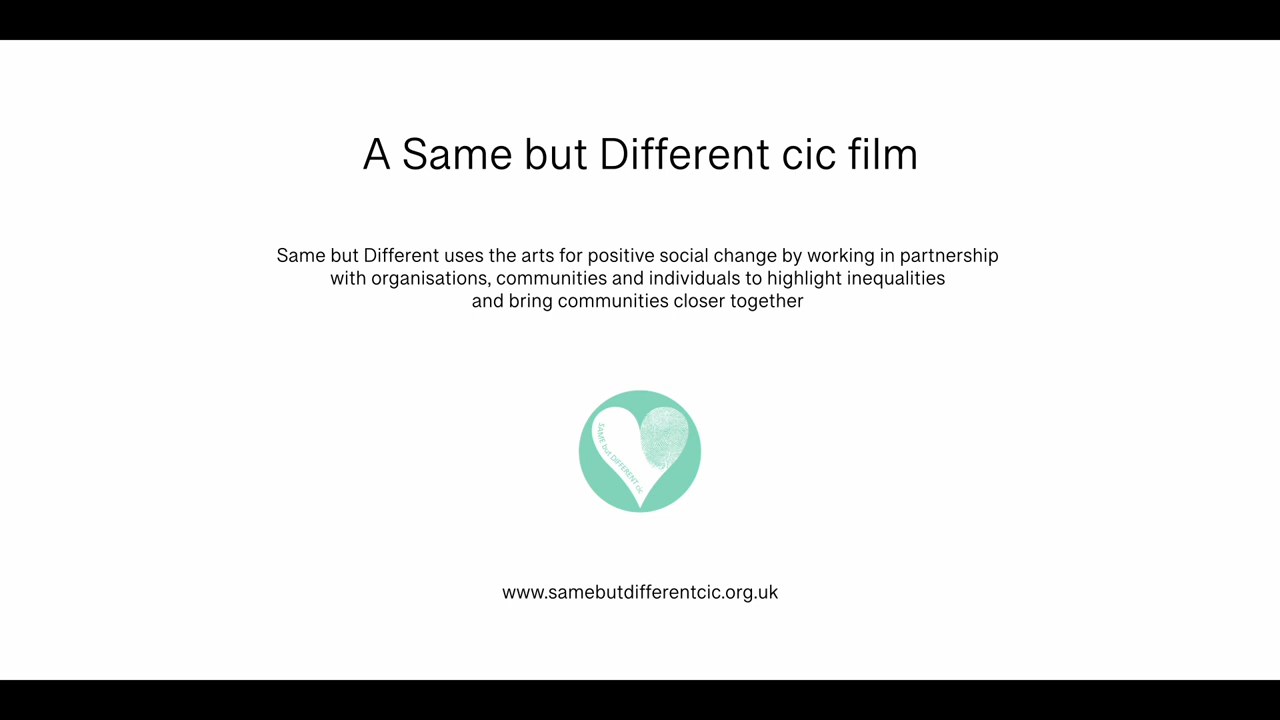 A Same but Different cic film
Same but Different uses the arts for positive social change by working in partnership
with organisations, communities and individuals to highlight inequalities
and bring communities closer together
SAME but DIFFERENT cic
www.samebutdifferentcic.org.uk